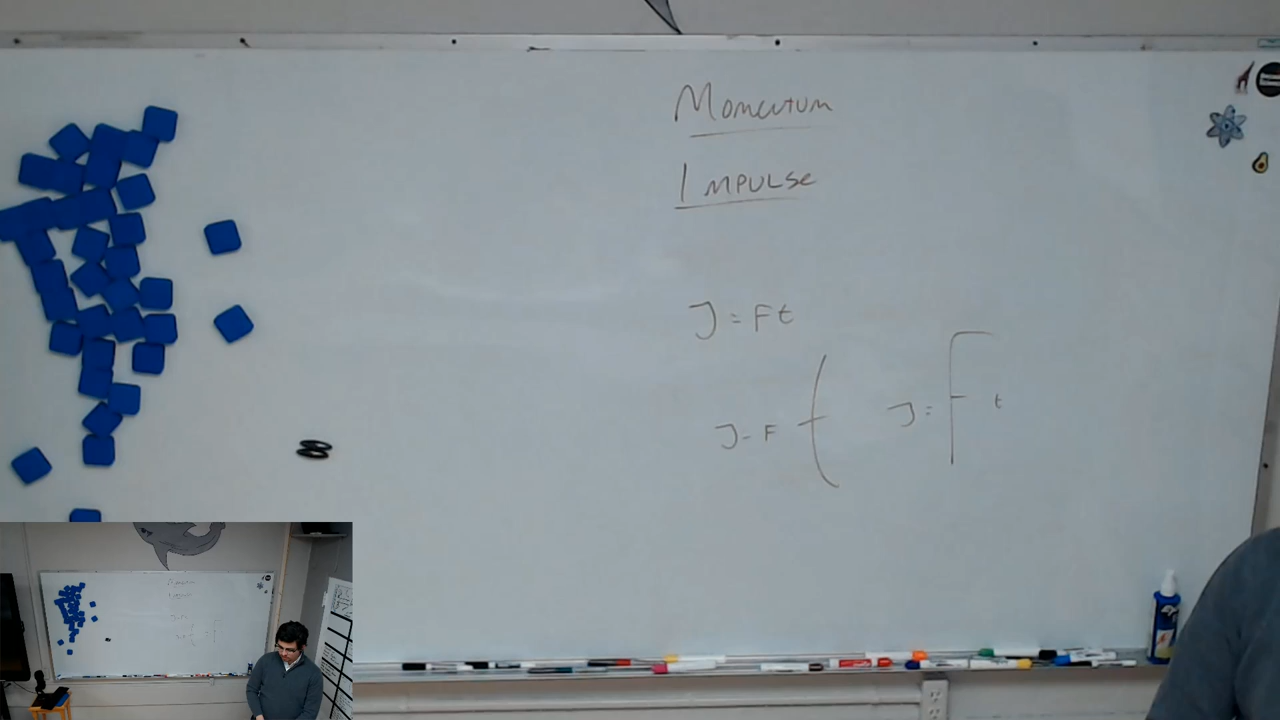 Momentum
IMPULSE
J = Ft
J = F t
J = F t